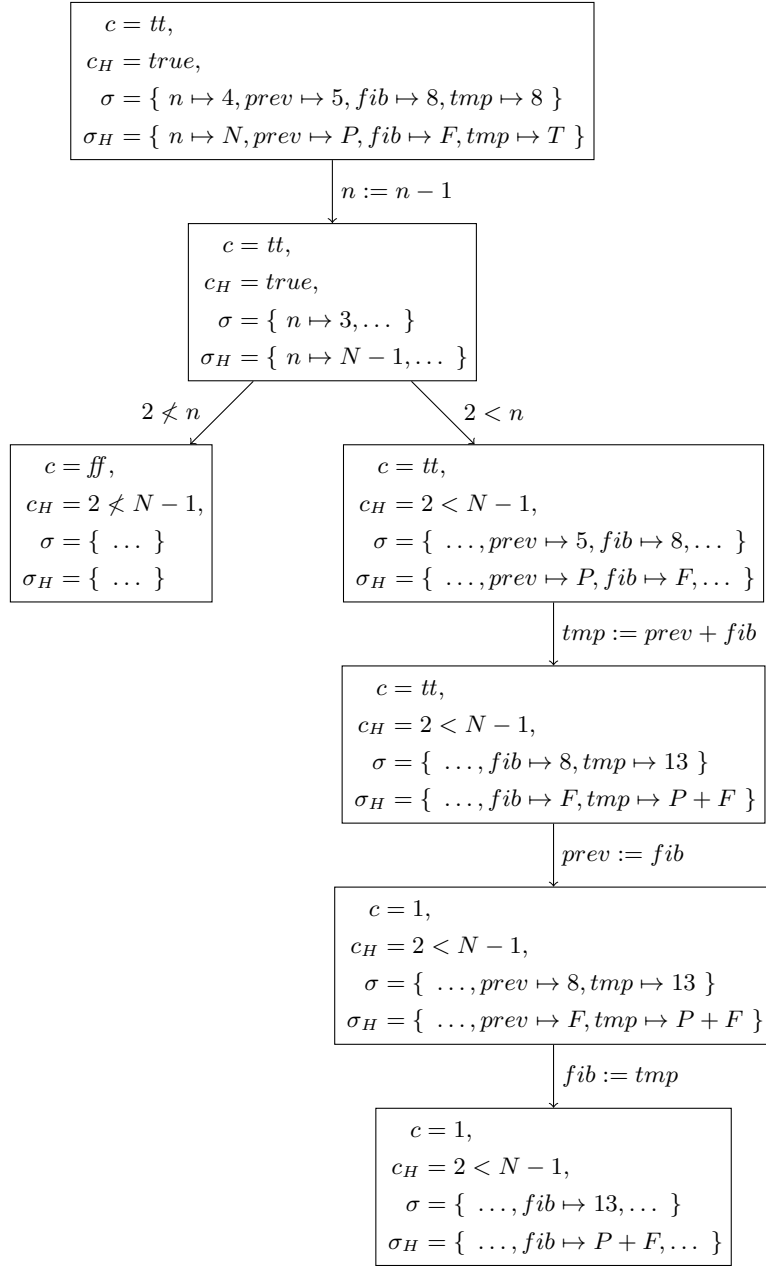 c = tt,
c_H = true,
σ = { n ↦ 4, prev ↦ 5, fib ↦ 8, tmp ↦ 8 }
σ_H = { n ↦ N, prev ↦ P, fib ↦ F, tmp ↦ T }
n := n − 1
c = tt,
c_H = true,
σ = { n ↦ 3, . . . }
σ_H = { n ↦ N − 1, . . . }
2 ≮ n
2 < n
c = ff,
c_H = 2 ≮ N − 1,
σ = { . . . }
σ_H = { . . . }
c = tt,
c_H = 2 < N − 1,
σ = { . . . , prev ↦ 5, fib ↦ 8, . . . }
σ_H = { . . . , prev ↦ P, fib ↦ F, . . . }
tmp := prev + fib
c = tt,
c_H = 2 < N − 1,
σ = { . . . , fib ↦ 8, tmp ↦ 13 }
σ_H = { . . . , fib ↦ F, tmp ↦ P + F }
prev := fib
c = 1,
c_H = 2 < N − 1,
σ = { . . . , prev ↦ 8, tmp ↦ 13 }
σ_H = { . . . , prev ↦ F, tmp ↦ P + F }
fib := tmp
c = 1,
c_H = 2 < N − 1,
σ = { . . . , fib ↦ 13, . . . }
σ_H = { . . . , fib ↦ P + F, . . . }